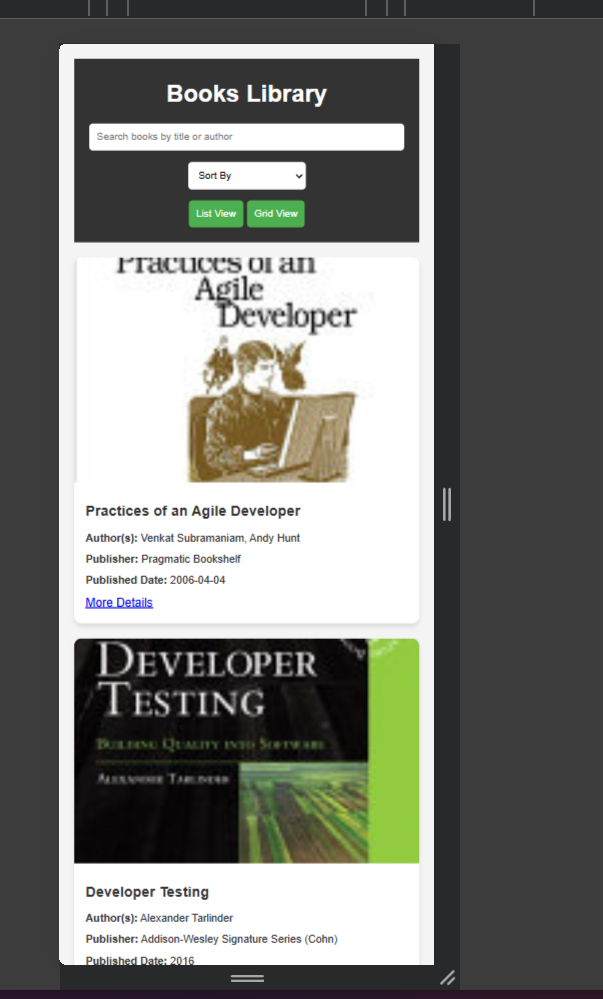 Books Library
Search books by title or author
Sort By
List View
Grid View
Practices of an
Agile
Developer
Practices of an Agile Developer
Author(s): Venkat Subramaniam, Andy Hunt
Publisher: Pragmatic Bookshelf
Published Date: 2006-04-04
More Details
DEVELOPER
TESTING
BUILDING QUALITY INTO SOFTWARE
ALEXANDER TARLINDER
Developer Testing
Author(s): Alexander Tarlinder
Publisher: Addison-Wesley Signature Series (Cohn)
Published Date: 2016